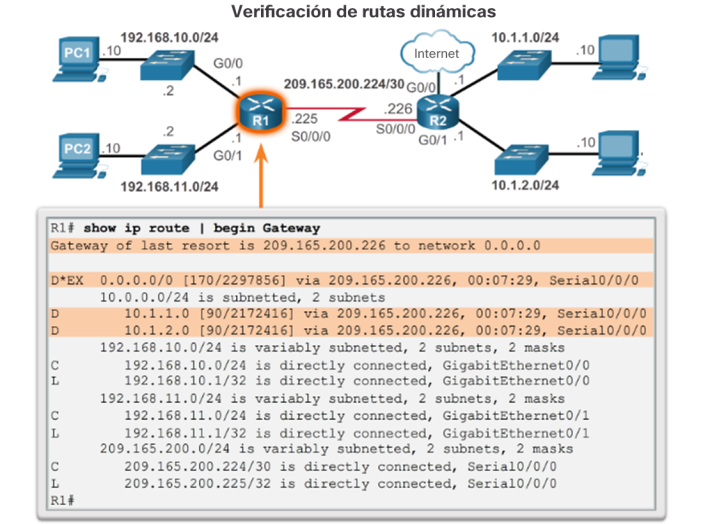 Verificación de rutas dinámicas
192.168.10.0/24
10.1.1.0/24
PC1
.10
G0/0
.1
.2
Internet
.10
209.165.200.224/30
G0/0
.1
R1
.225
S0/0/0
.226
S0/0/0
R2
G0/1
.1
.2
PC2
.10
.1
G0/1
.10
192.168.11.0/24
10.1.2.0/24
R1# show ip route | begin Gateway
Gateway of last resort is 209.165.200.226 to network 0.0.0.0
D*EX 0.0.0.0/0 [170/2297856] via 209.165.200.226, 00:07:29, Serial0/0/0
10.0.0.0/24 is subnetted, 2 subnets
D 10.1.1.0 [90/2172416] via 209.165.200.226, 00:07:29, Serial0/0/0
D 10.1.2.0 [90/2172416] via 209.165.200.226, 00:07:29, Serial0/0/0
192.168.10.0/24 is variably subnetted, 2 subnets, 2 masks
C 192.168.10.0/24 is directly connected, GigabitEthernet0/0
L 192.168.10.1/32 is directly connected, GigabitEthernet0/0
192.168.11.0/24 is variably subnetted, 2 subnets, 2 masks
C 192.168.11.0/24 is directly connected, GigabitEthernet0/1
L 192.168.11.1/32 is directly connected, GigabitEthernet0/1
209.165.200.0/24 is variably subnetted, 2 subnets, 2 masks
C 209.165.200.224/30 is directly connected, Serial0/0/0
L 209.165.200.225/32 is directly connected, Serial0/0/0
R1#